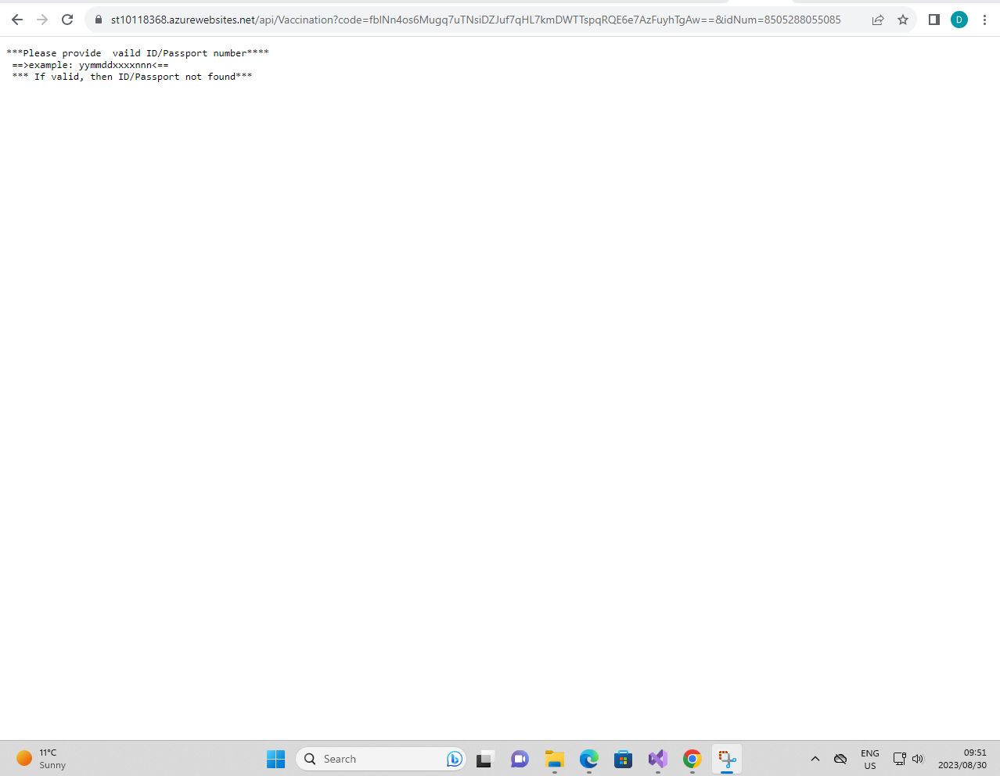 st10118368.azurewebsites.net/api/Vaccination?code=fblNn4os6Mugq7uTNsiDZJuf7qHL7kmDWTTspqRQE6e7AzFuyhTgAw==&idNum=8505288055085
D
***Please provide  vaild ID/Passport number****
==>example: yymmddxxxxnnn<==
*** If valid, then ID/Passport not found***
11°C
Sunny
Search
ENG
US
09:51
2023/08/30